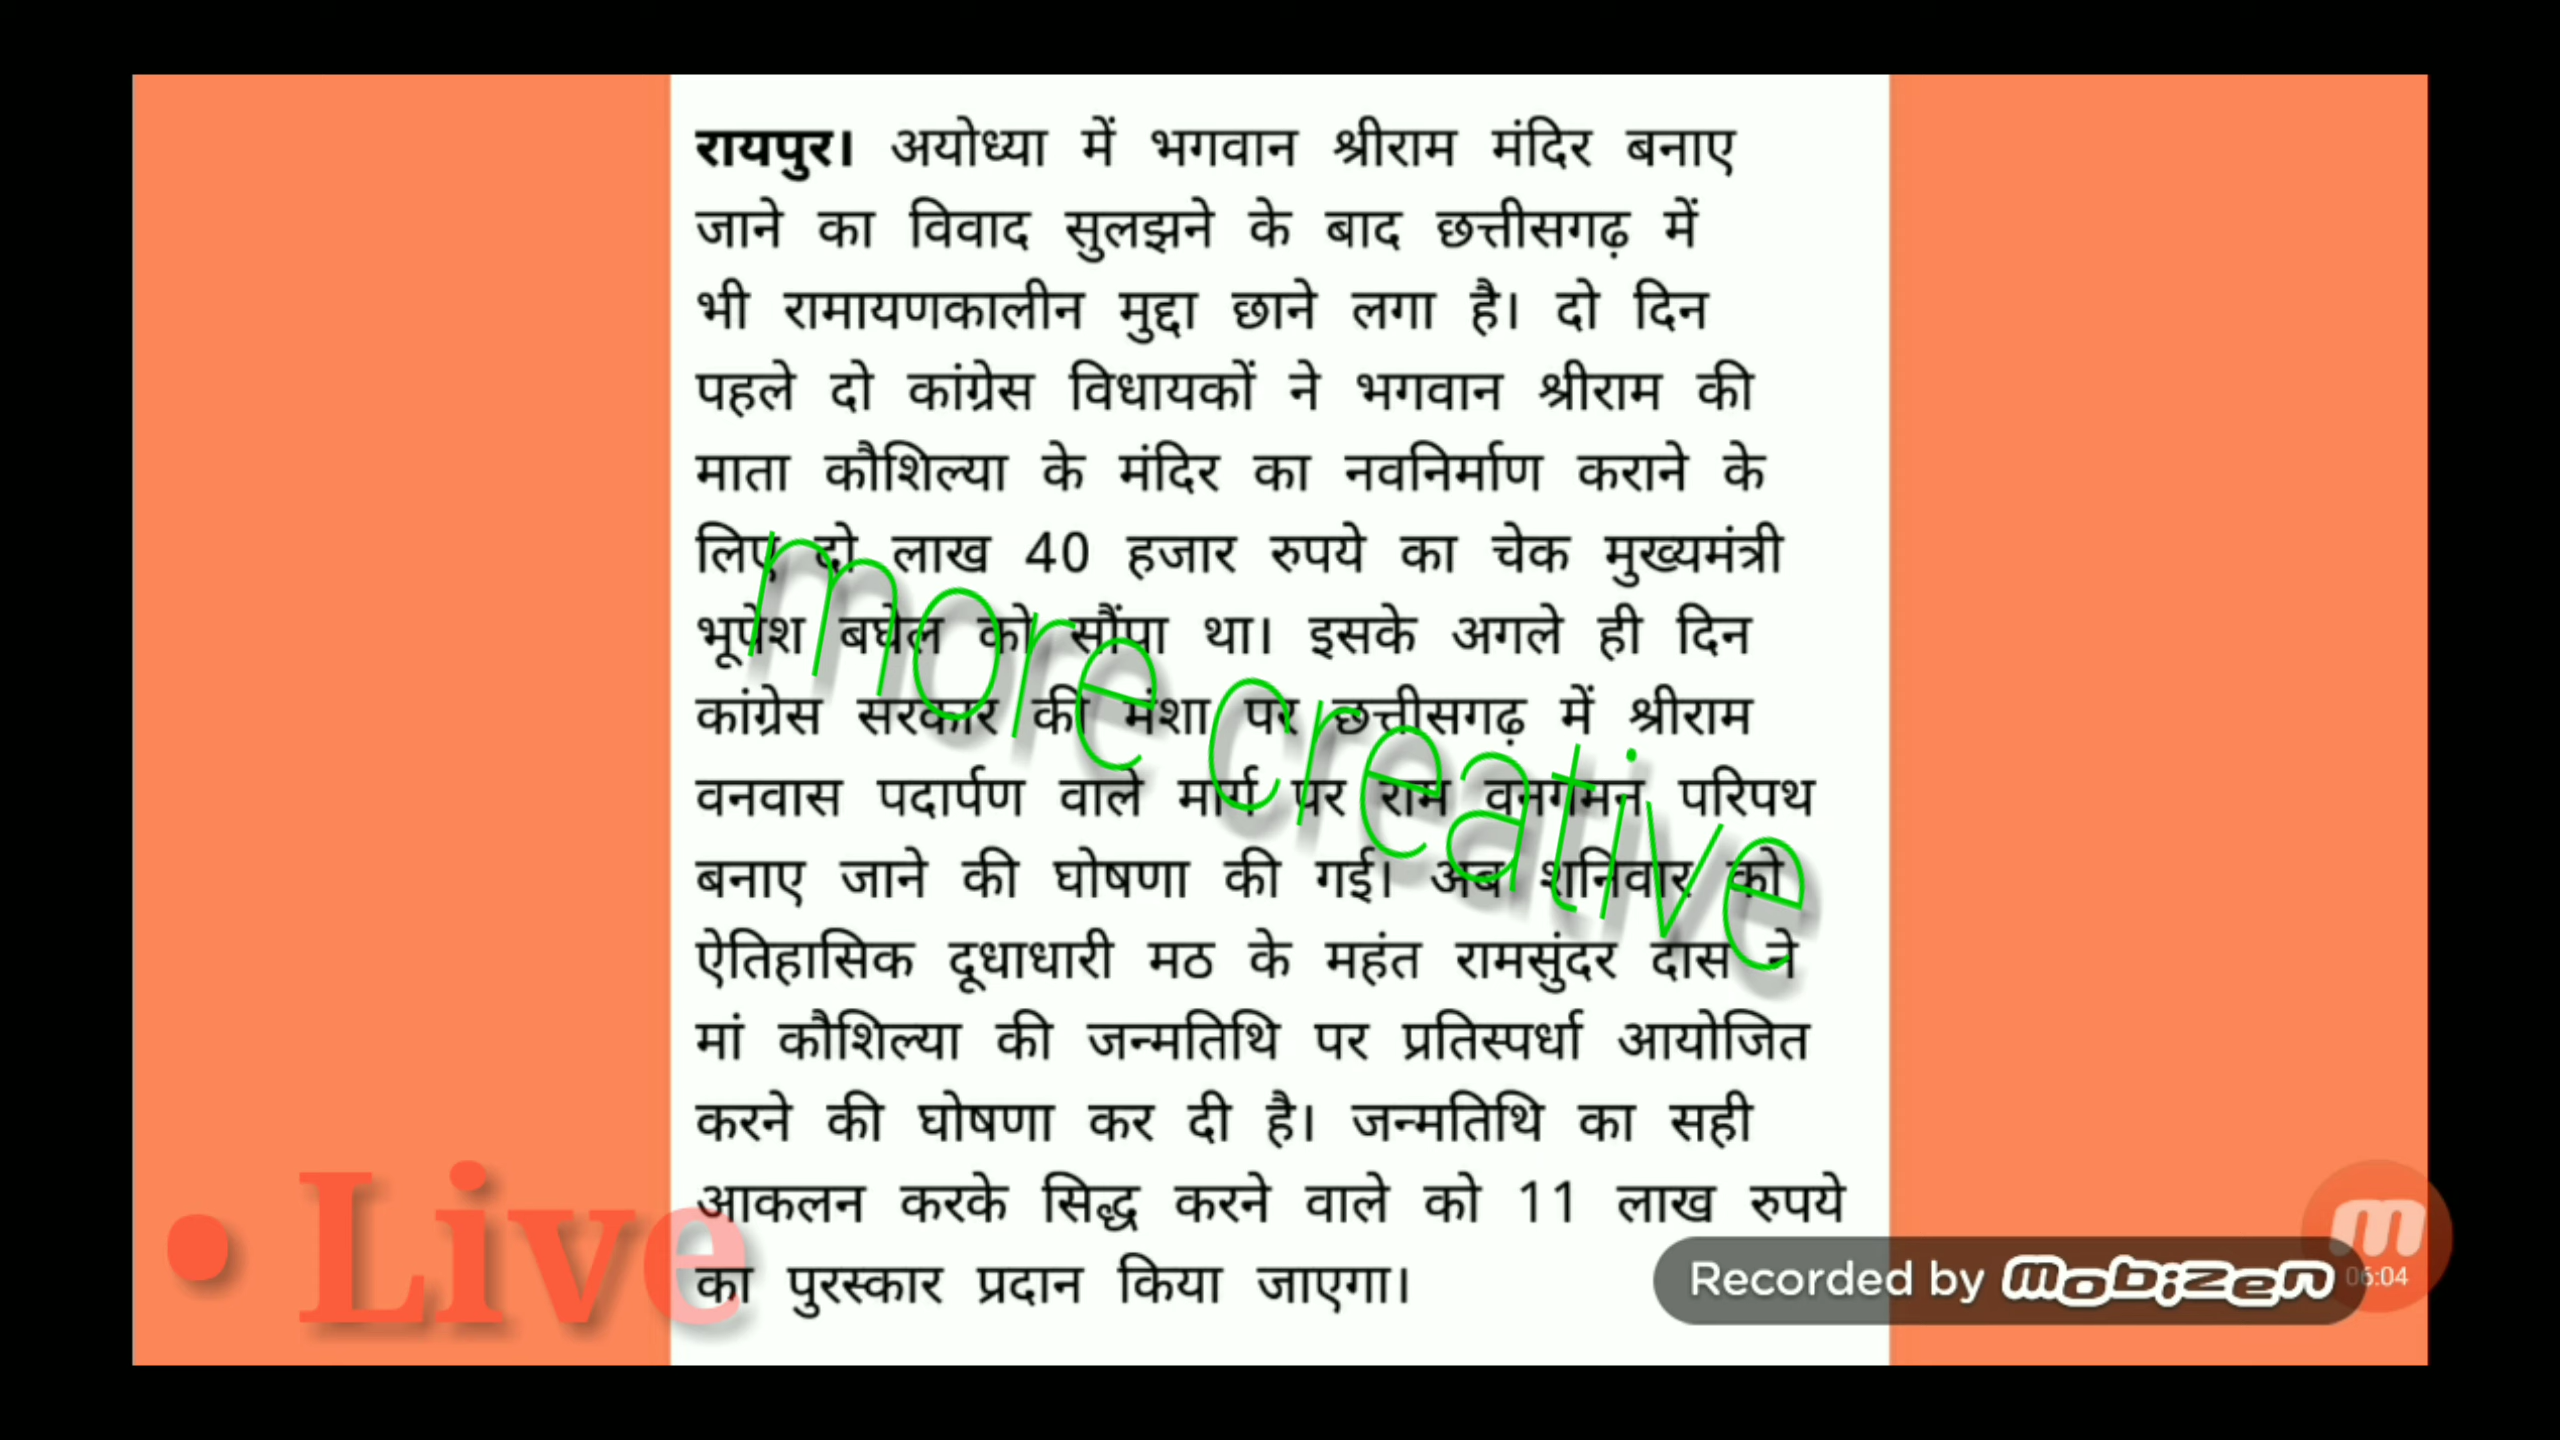 रायपुर। अयोध्या में भगवान श्रीराम मंदिर बनाए
जाने का विवाद सुलझने के बाद छत्तीसगढ़ में
भी रामायणकालीन मुद्दा छाने लगा है। दो दिन
पहले दो कांग्रेस विधायकों ने भगवान श्रीराम की
माता कौशिल्या के मंदिर का नवनिर्माण कराने के
लिए दो लाख 40 हजार रुपये का चेक मुख्यमंत्री
भूपेश बघेल को सौंपा था। इसके अगले ही दिन
कांग्रेस सरकार की मंशा पर छत्तीसगढ़ में श्रीराम
वनवास पदार्पण वाले मार्ग पर राम वनगमन परिपथ
बनाए जाने की घोषणा की गई। अब शनिवार को
ऐतिहासिक दूधाधारी मठ के महंत रामसुंदर दास ने
मां कौशिल्या की जन्मतिथि पर प्रतिस्पर्धा आयोजित
करने की घोषणा कर दी है। जन्मतिथि का सही
आकलन करके सिद्ध करने वाले को 11 लाख रुपये
का पुरस्कार प्रदान किया जाएगा।
more creative
• Live
Recorded by mobizen
06:04